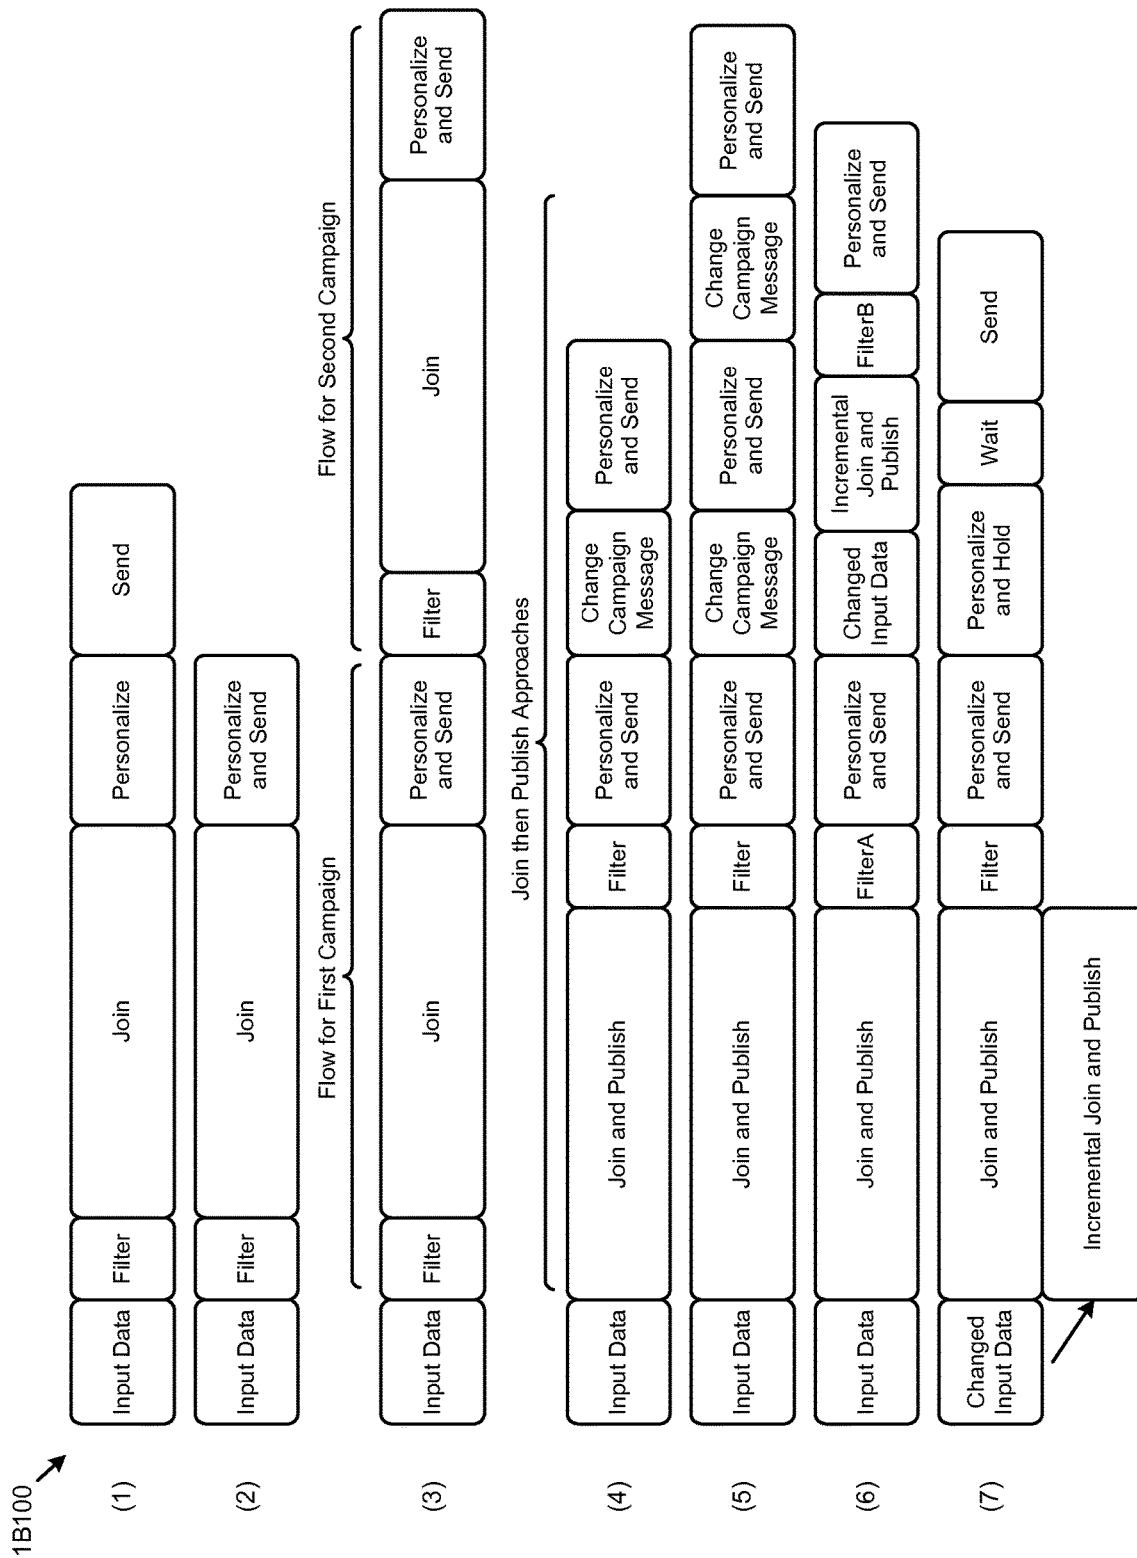 1B100
(1)
Input Data
Filter
Join
Personalize
Send
(2)
Input Data
Filter
Join
Personalize
and Send
Flow for First Campaign
Flow for Second Campaign
(3)
Input Data
Filter
Join
Personalize
and Send
Filter
Join
Personalize
and Send
Join then Publish Approaches
(4)
Input Data
Join and Publish
Filter
Personalize
and Send
Change
Campaign
Message
Personalize
and Send
(5)
Input Data
Join and Publish
Filter
Personalize
and Send
Change
Campaign
Message
Personalize
and Send
Change
Campaign
Message
Personalize
and Send
(6)
Input Data
Join and Publish
FilterA
Personalize
and Send
Changed
Input Data
Incremental
Join and
Publish
FilterB
Personalize
and Send
(7)
Changed
Input Data
Join and Publish
Filter
Personalize
and Send
Personalize
and Hold
Wait
Send
Incremental Join and Publish